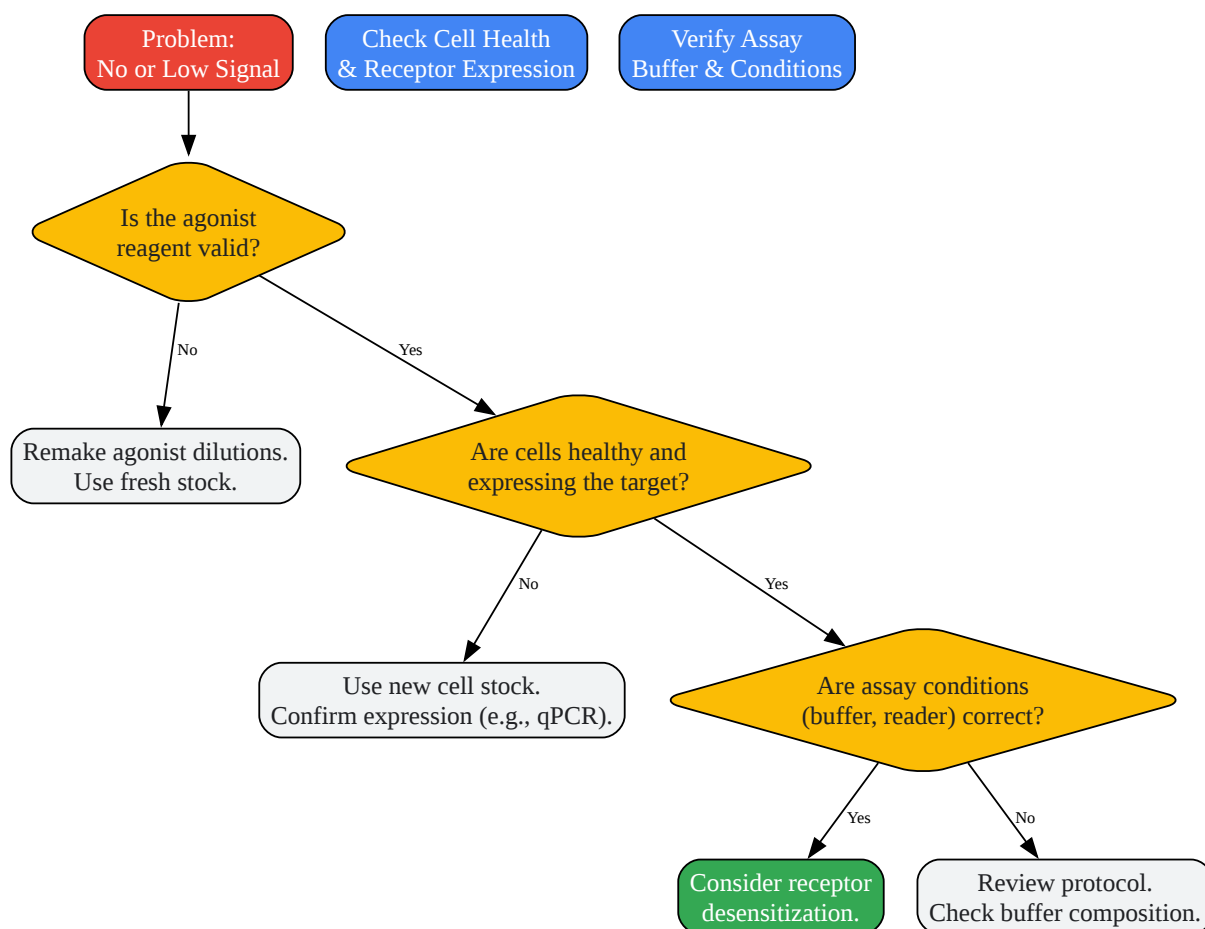 Problem:
No or Low Signal
Check Cell Health
& Receptor Expression
Verify Assay
Buffer & Conditions
Is the agonist
reagent valid?
No
Yes
Remake agonist dilutions.
Use fresh stock.
Are cells healthy and
expressing the target?
No
Yes
Use new cell stock.
Confirm expression (e.g., qPCR).
Are assay conditions
(buffer, reader) correct?
Yes
No
Consider receptor
desensitization.
Review protocol.
Check buffer composition.